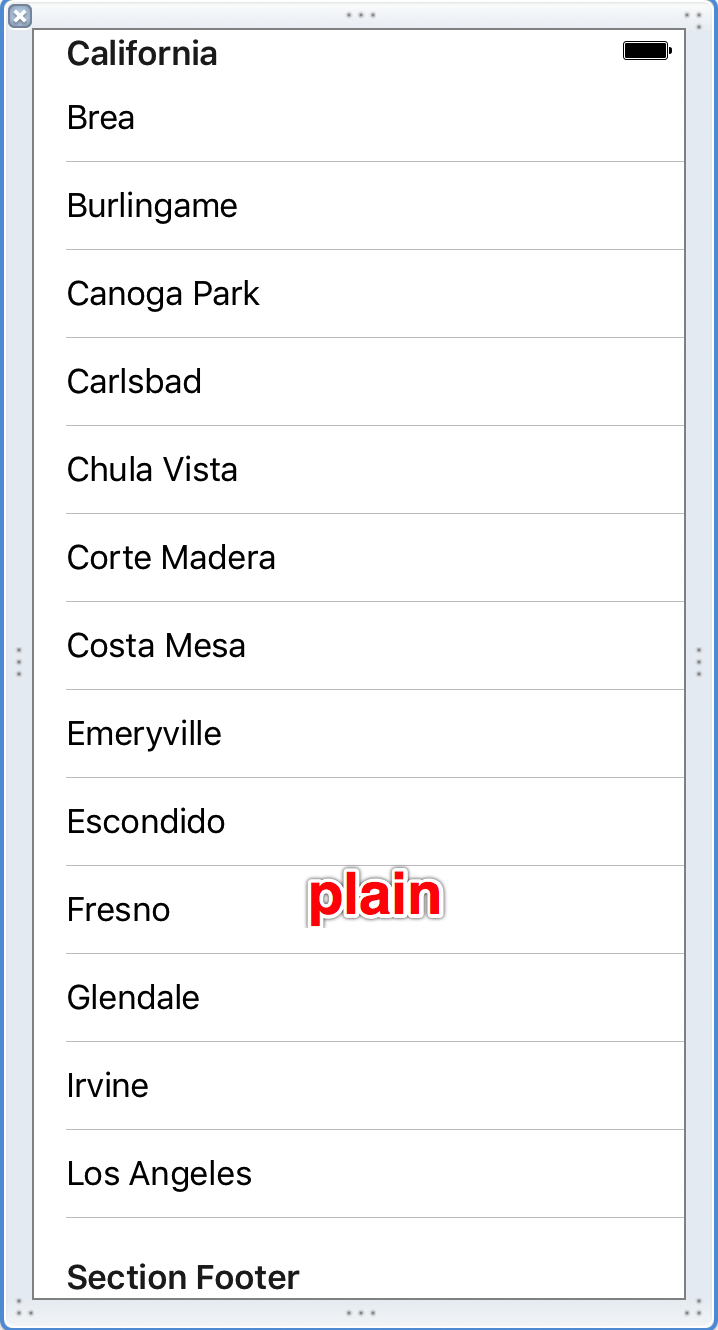 California
Brea
Burlingame
Canoga Park
Carlsbad
Chula Vista
Corte Madera
Costa Mesa
Emeryville
Escondido
plain
Fresno
Glendale
Irvine
Los Angeles
Section Footer